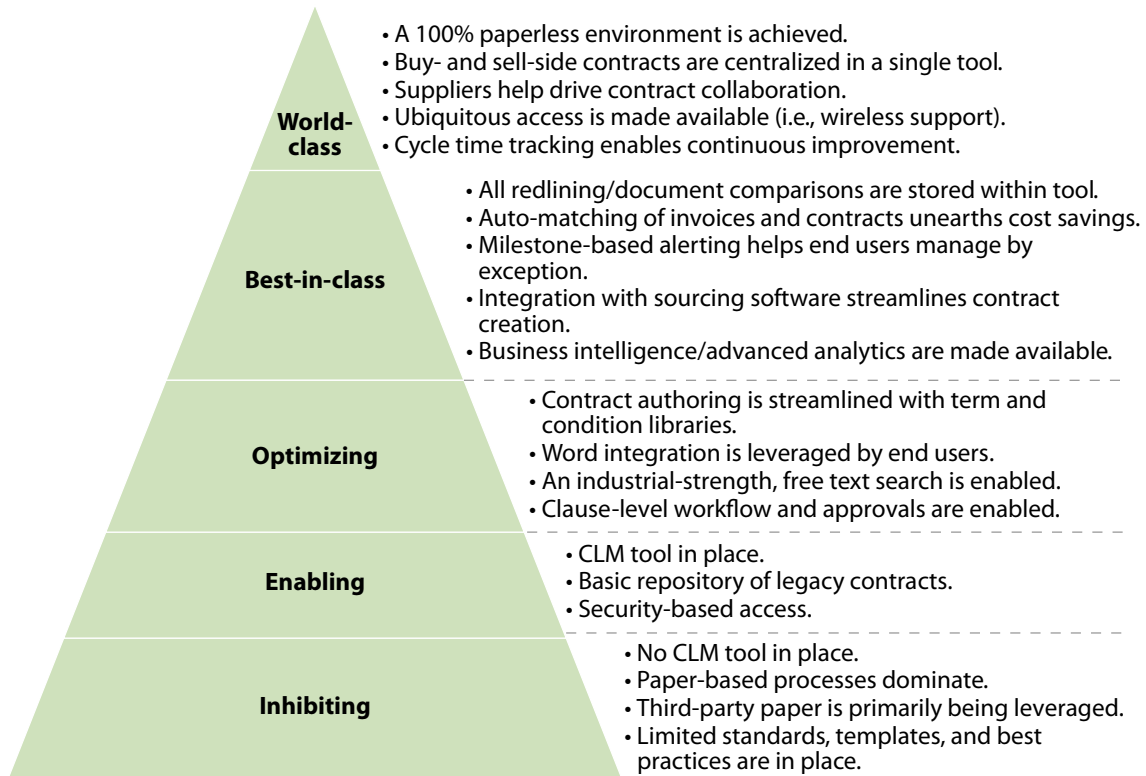 • A 100% paperless environment is achieved.
• Buy- and sell-side contracts are centralized in a single tool.
• Suppliers help drive contract collaboration.
• Ubiquitous access is made available (i.e., wireless support).
• Cycle time tracking enables continuous improvement.
World-
class
• All redlining/document comparisons are stored within tool.
• Auto-matching of invoices and contracts unearths cost savings.
• Milestone-based alerting helps end users manage by
exception.
• Integration with sourcing software streamlines contract
creation.
• Business intelligence/advanced analytics are made available.
Best-in-class
• Contract authoring is streamlined with term and
condition libraries.
• Word integration is leveraged by end users.
• An industrial-strength, free text search is enabled.
• Clause-level workflow and approvals are enabled.
Optimizing
• CLM tool in place.
• Basic repository of legacy contracts.
• Security-based access.
Enabling
• No CLM tool in place.
• Paper-based processes dominate.
• Third-party paper is primarily being leveraged.
• Limited standards, templates, and best
practices are in place.
Inhibiting